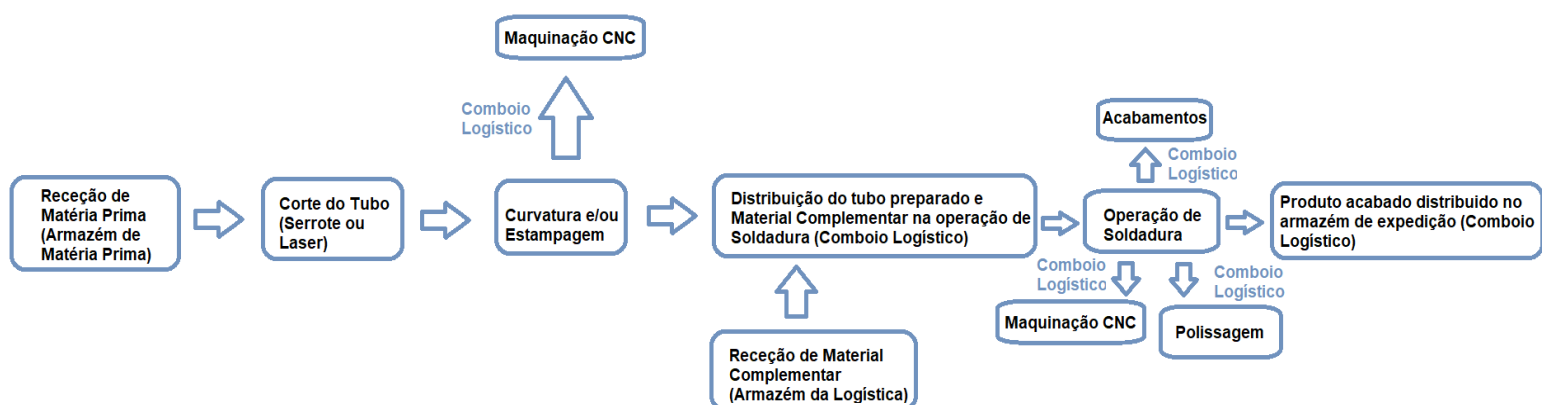 Maquinação CNC
Comboio
Logístico
Receção de
Matéria Prima
(Armazém de
Matéria Prima)
Corte do Tubo
(Serrote ou
Laser)
Curvatura e/ou
Estampagem
Distribuição do tubo preparado e
Material Complementar na operação de
Soldadura (Comboio Logístico)
Receção de Material
Complementar
(Armazém da Logística)
Acabamentos
Comboio
Logístico
Operação de
Soldadura
Produto acabado distribuido no
armazém de expedição (Comboio
Logístico)
Comboio
Logístico
Maquinação CNC
Comboio
Logístico
Polissagem